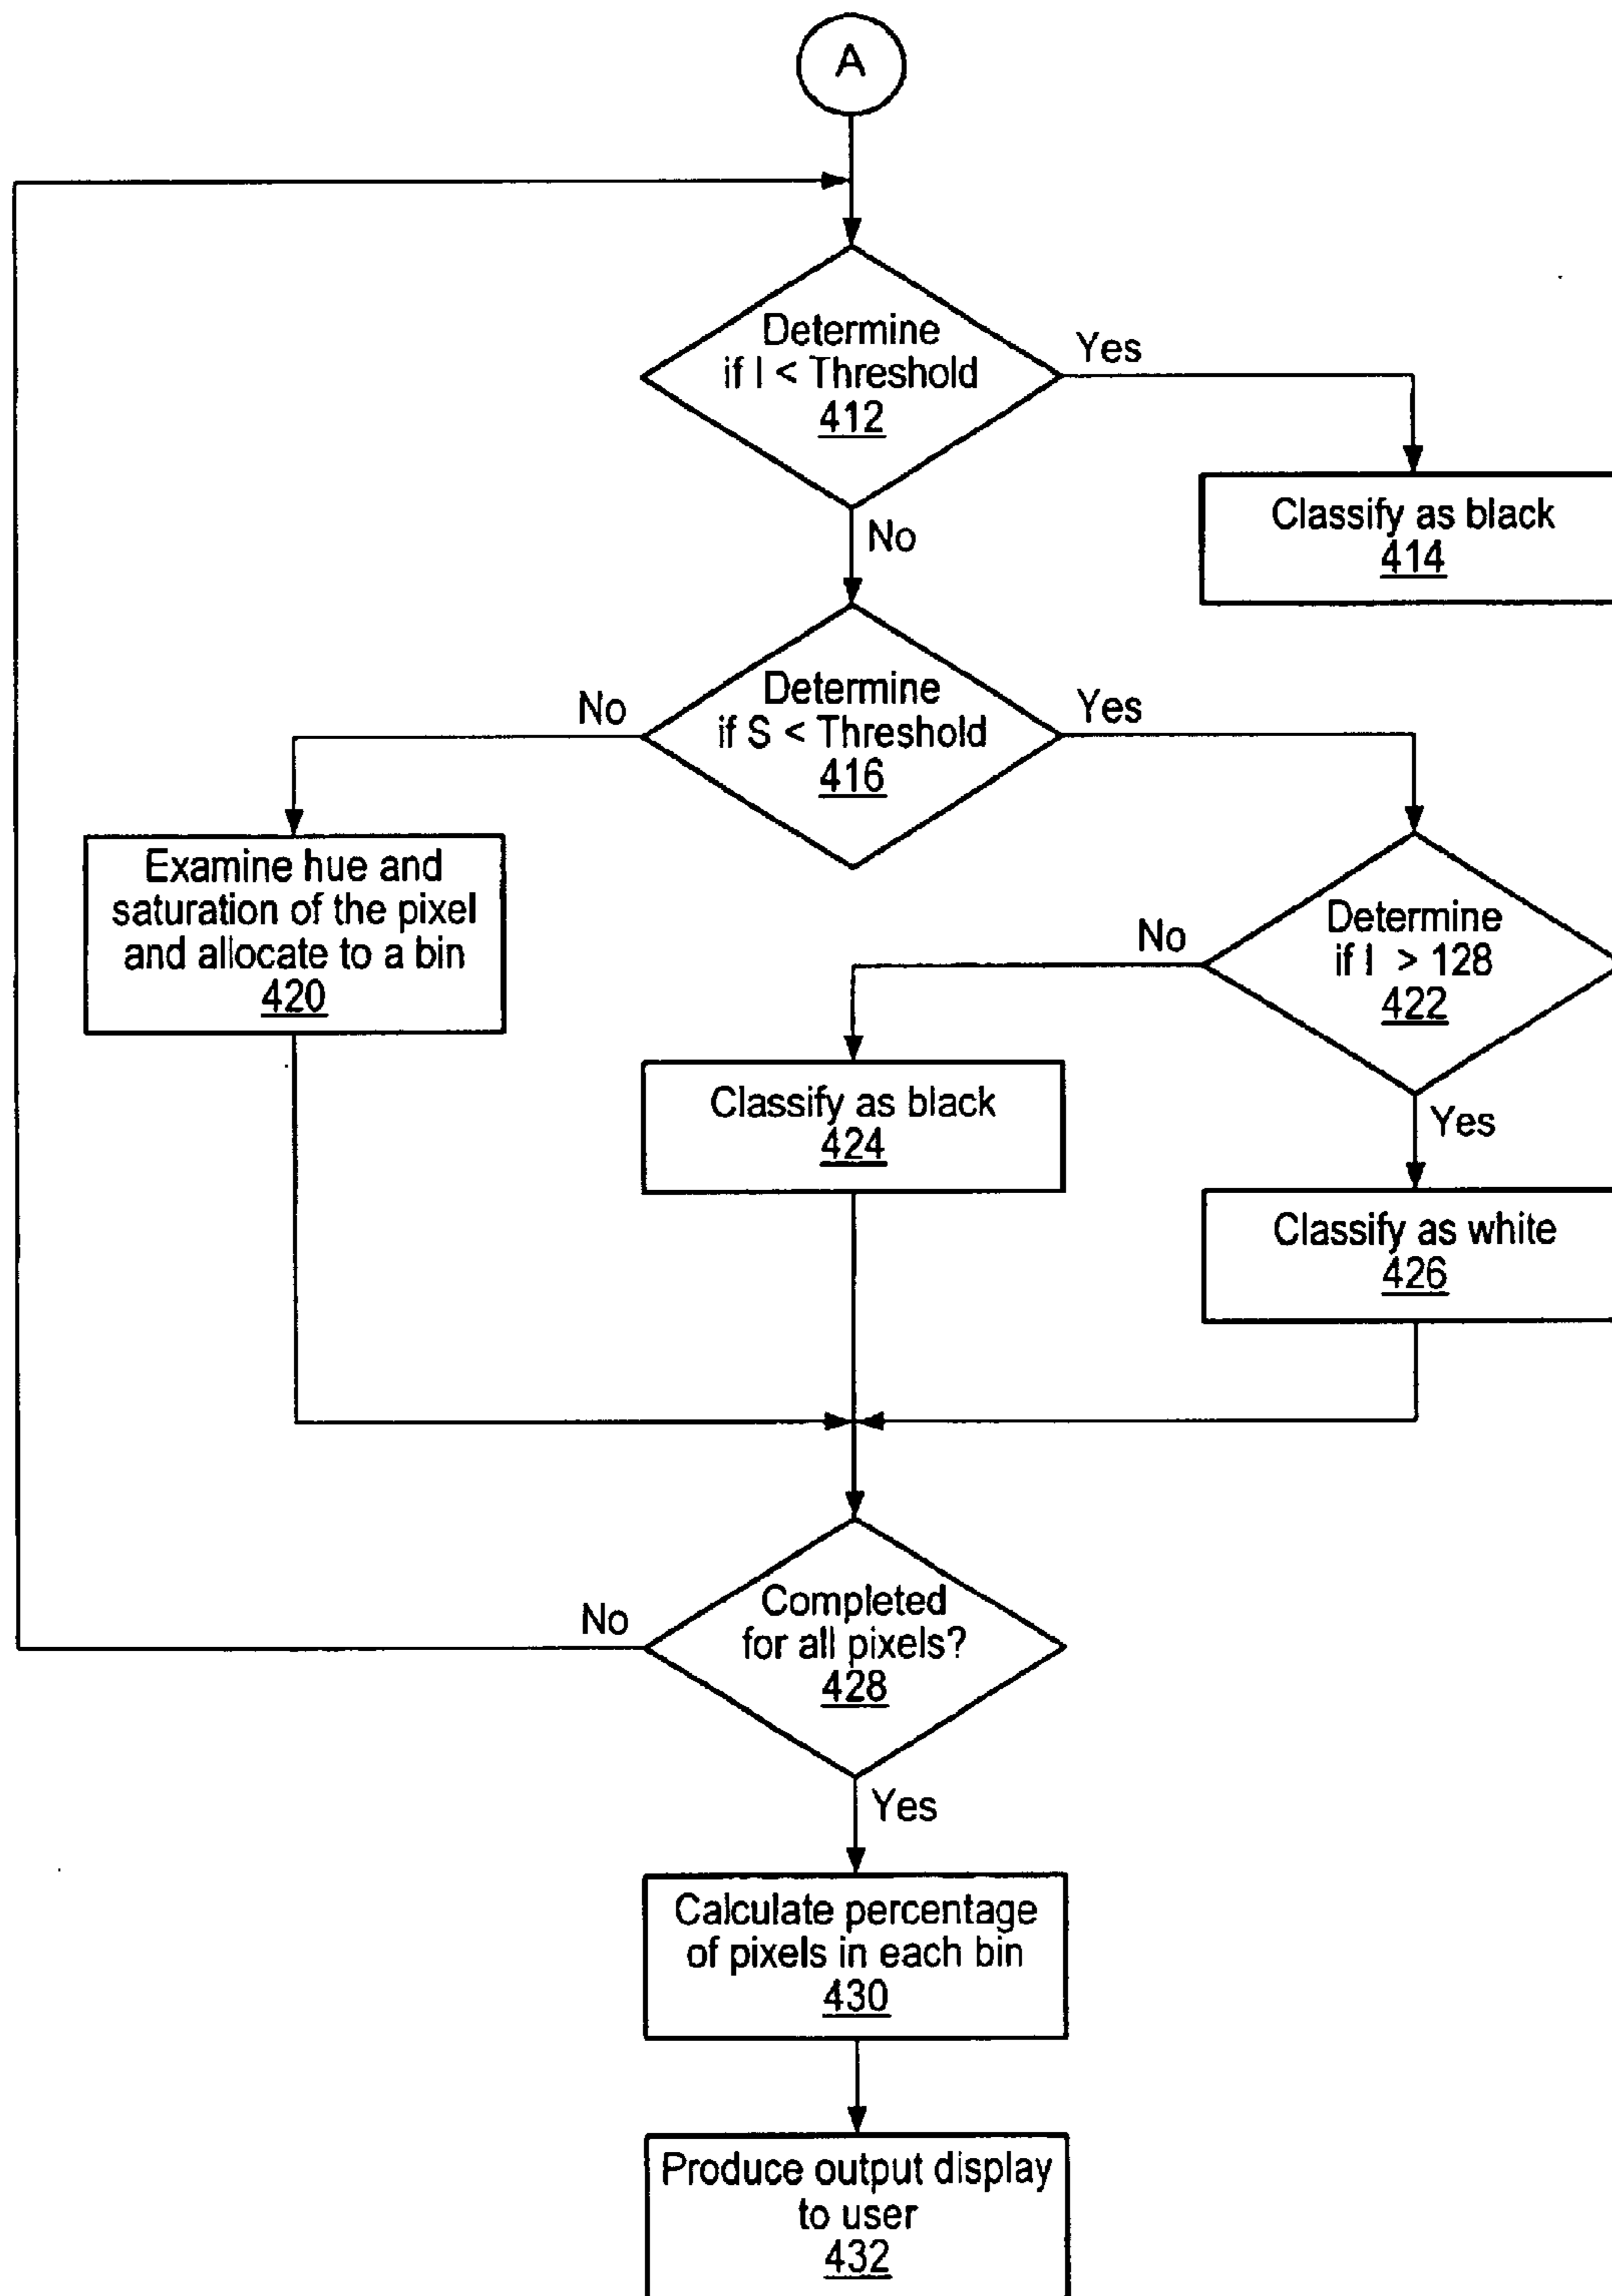 A
Determine
if I < Threshold
412
Yes
No
Classify as black
414
Determine
if S < Threshold
416
No
Yes
Examine hue and
saturation of the pixel
and allocate to a bin
420
Determine
if I > 128
422
No
Yes
Classify as black
424
Classify as white
426
Completed
for all pixels?
428
No
Yes
Calculate percentage
of pixels in each bin
430
Produce output display
to user
432